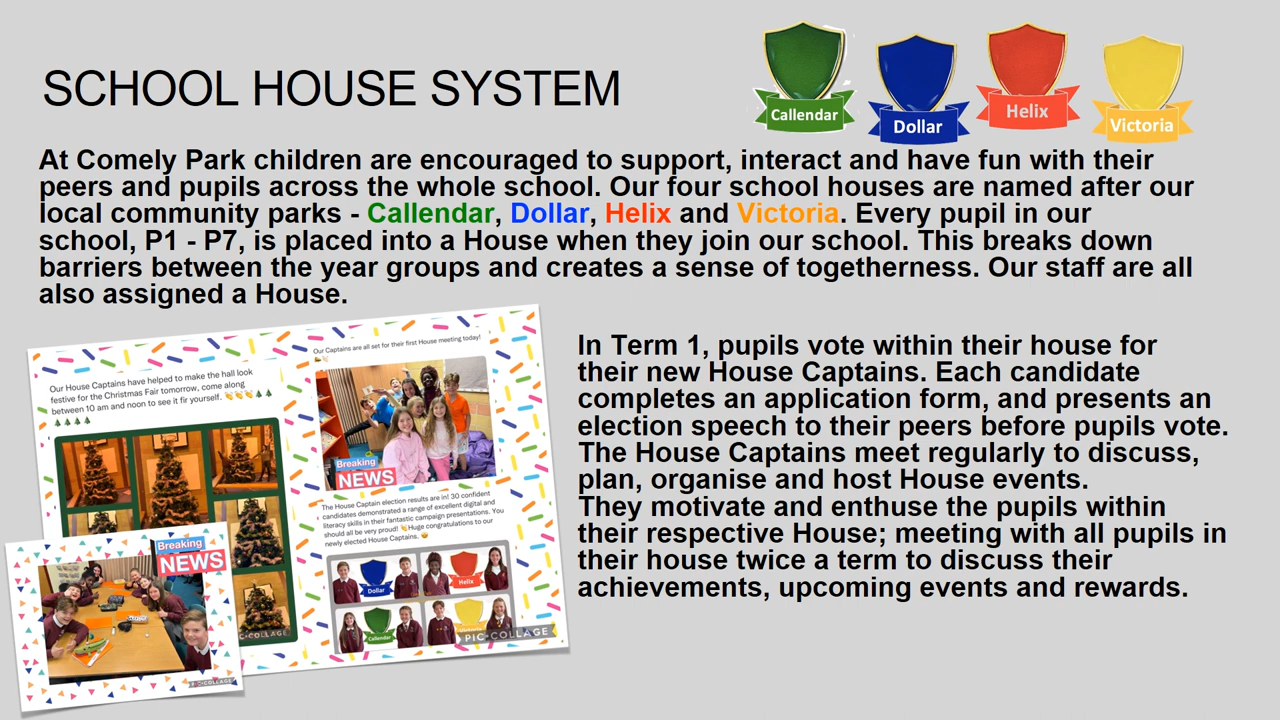 SCHOOL HOUSE SYSTEM
Callendar
Dollar
Helix
Victoria
At Comely Park children are encouraged to support, interact and have fun with their
peers and pupils across the whole school. Our four school houses are named after our
local community parks - Callendar, Dollar, Helix and Victoria. Every pupil in our
school, P1 - P7, is placed into a House when they join our school. This breaks down
barriers between the year groups and creates a sense of togetherness. Our staff are all
also assigned a House.
Our House Captains have helped to make the hall look
festive for the Christmas Fair tomorrow, come along
between 10 am and noon to see it fir yourself.
Our Captains are all set for their first House meeting today!
Breaking
NEWS
The House Captain election results are in! 30 confident
candidates demonstrated a range of excellent digital and
literacy skills in their fantastic campaign presentations. You
should all be very proud! Huge congratulations to our
newly elected House Captains.
Dollar
Helix
Callendar
Victoria
PIC·COLLAGE
Breaking
NEWS
PIC·COLLAGE
In Term 1, pupils vote within their house for
their new House Captains. Each candidate
completes an application form, and presents an
election speech to their peers before pupils vote.
The House Captains meet regularly to discuss,
plan, organise and host House events.
They motivate and enthuse the pupils within
their respective House; meeting with all pupils in
their house twice a term to discuss their
achievements, upcoming events and rewards.